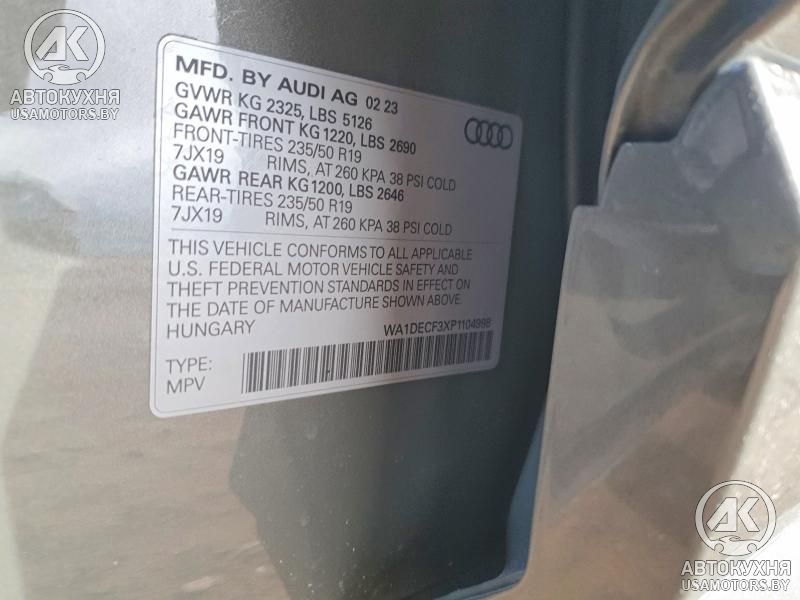 AK
АВТОКУХНЯ
USAMOTORS.BY
MFD. BY AUDI AG 02 23
GVWR KG 2325, LBS 5126
GAWR FRONT KG 1220, LBS 2690
FRONT-TIRES 235/50 R19
7JX19 RIMS, AT 260 KPA 38 PSI COLD
GAWR REAR KG1200, LBS 2646
REAR-TIRES 235/50 R19
7JX19 RIMS, AT 260 KPA 38 PSI COLD
THIS VEHICLE CONFORMS TO ALL APPLICABLE
U.S. FEDERAL MOTOR VEHICLE SAFETY AND
THEFT PREVENTION STANDARDS IN EFFECT ON
THE DATE OF MANUFACTURE SHOWN ABOVE.
HUNGARY WA1DECF3XP1104998
TYPE:
MPV
AK
АВТОКУХНЯ
USAMOTORS.BY